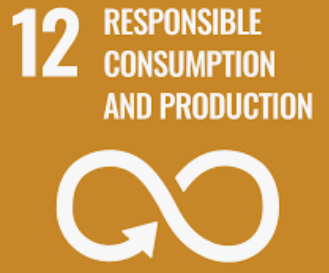 12 RESPONSIBLE
CONSUMPTION
AND PRODUCTION